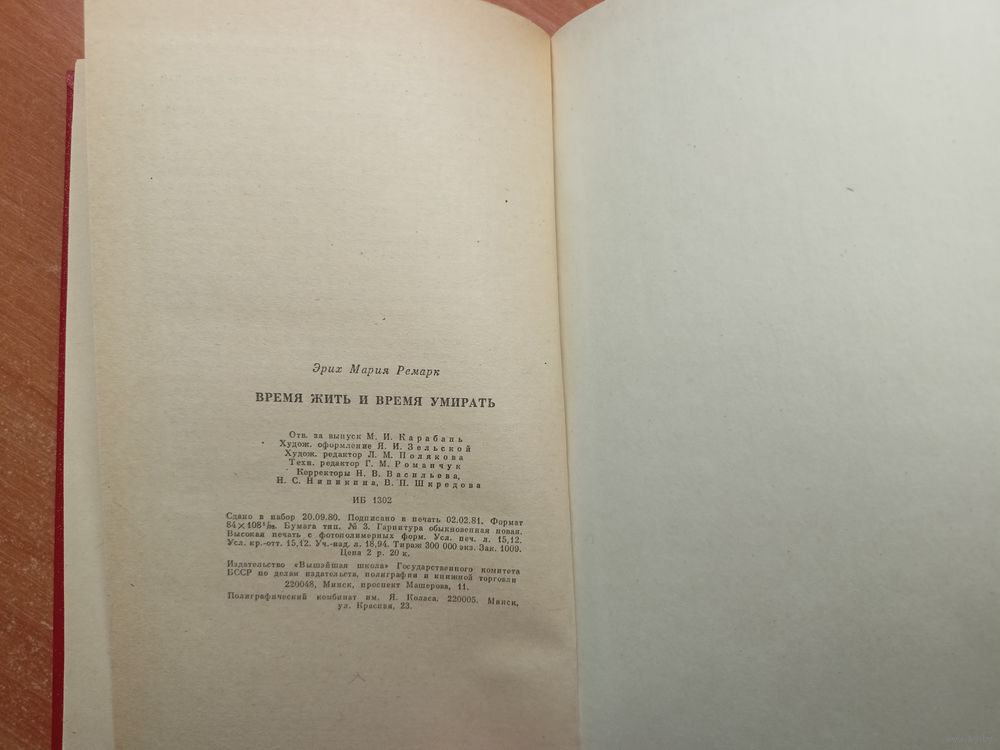 Эрих Мария Ремарк
ВРЕМЯ ЖИТЬ И ВРЕМЯ УМИРАТЬ
Отв. за выпуск М. И. Карабань
Худож. оформление Я. И. Зельской
Худож. редактор Л. М. Полякова
Техн. редактор Г. М. Романчук
Корректоры Н. В. Васильева,
Н. С. Нипикина, В. П. Шкредова
ИБ 1302
Сдано в набор 20.09.80. Подписано в печать 02.02.81. Формат
84×108¹/₃₂. Бумага тип. № 3. Гарнитура обыкновенная новая.
Высокая печать с фотополимерных форм. Усл. печ. л. 15,12.
Усл. кр.-отт. 15,12. Уч.-изд. л. 18,94. Тираж 300 000 экз. Зак. 1009.
Цена 2 р. 20 к.
Издательство «Вышэйшая школа» Государственного комитета
БССР по делам издательств, полиграфии и книжной торговли
220048, Минск, проспект Машерова, 11.
Полиграфический комбинат им. Я. Коласа. 220005. Минск,
ул. Красная, 23.